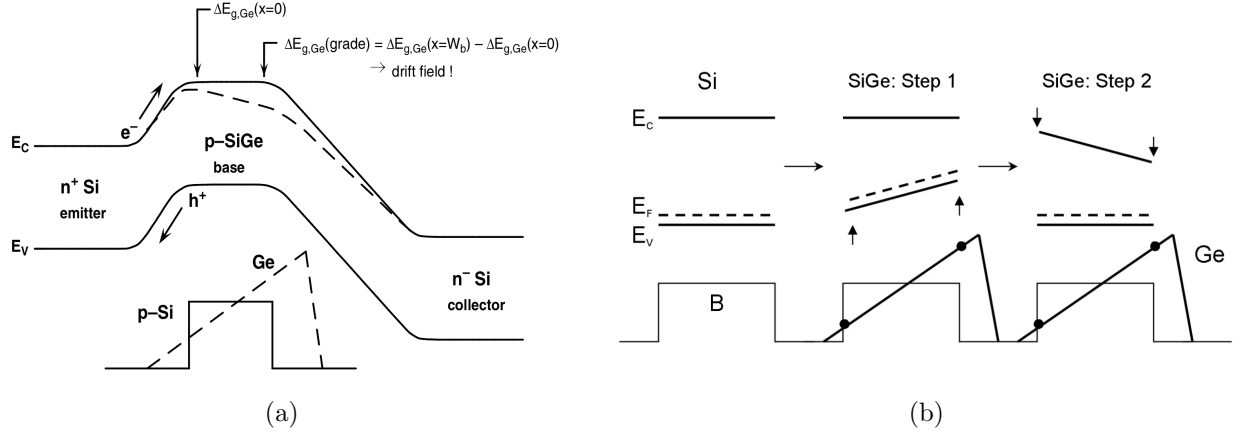 ΔE_g,Ge(x=0)
ΔE_g,Ge(grade) = ΔE_g,Ge(x=W_b) – ΔE_g,Ge(x=0)
→ drift field !
e⁻
E_C
p–SiGe
base
n⁺ Si
emitter
h⁺
E_V
Ge
p–Si
n⁻ Si
collector
(a)
Si
SiGe: Step 1
SiGe: Step 2
E_C
E_F
E_V
B
Ge
(b)